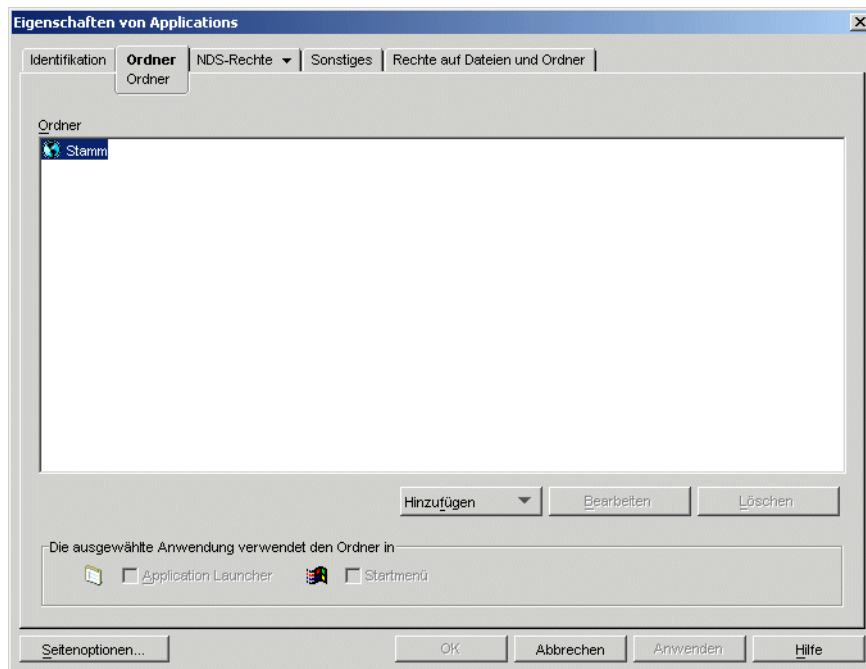 Eigenschaften von Applications
Identifikation Ordner NDS-Rechte Sonstiges Rechte auf Dateien und Ordner
Ordner
Ordner
Stamm
Hinzufügen Bearbeiten Löschen
Die ausgewählte Anwendung verwendet den Ordner in
Application Launcher Startmenü
Seitenoptionen... OK Abbrechen Anwenden Hilfe